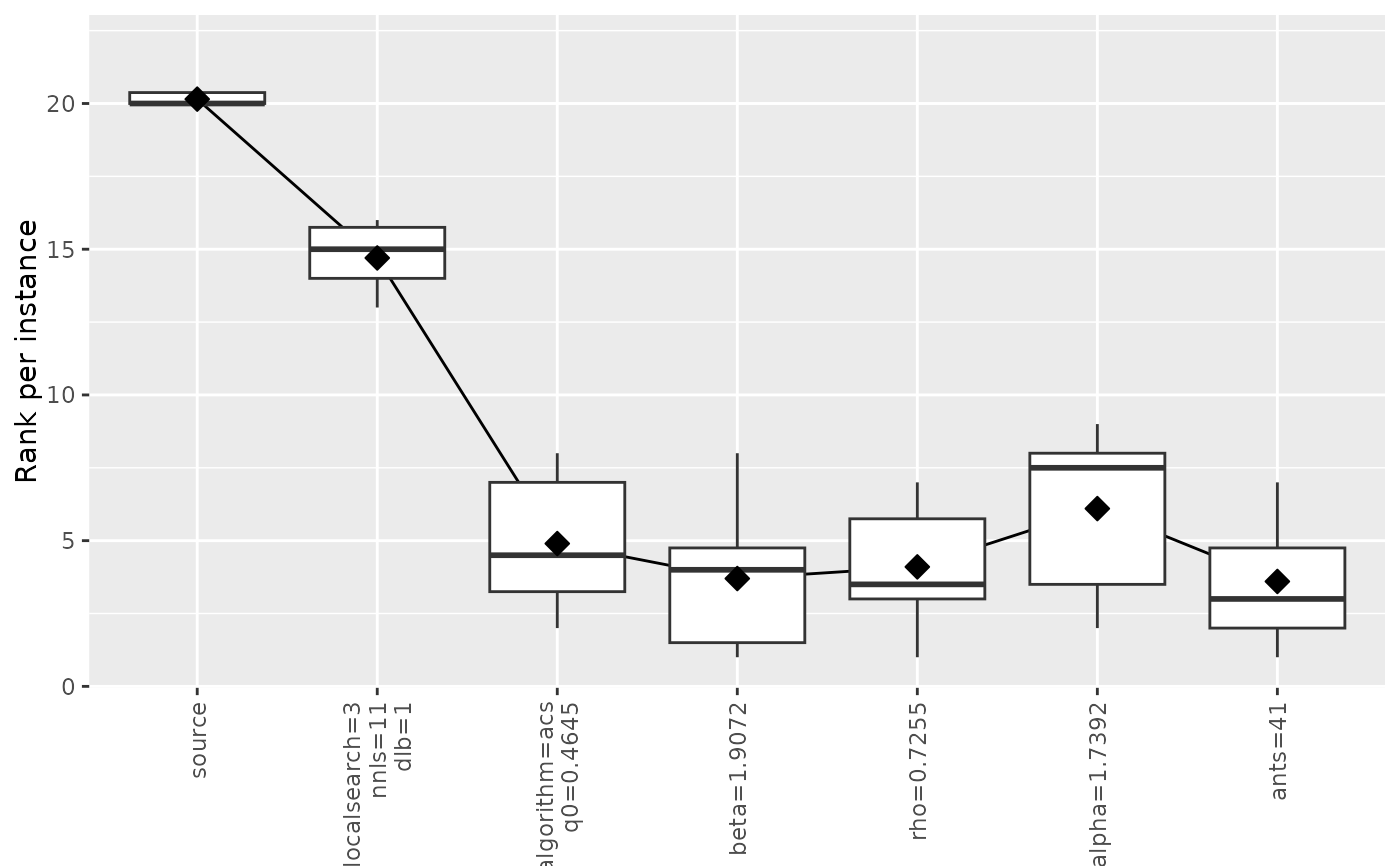 Rank per instance
20
15
10
5
0
source
localsearch=3
nnls=11
dlb=1
algorithm=acs
q0=0.4645
beta=1.9072
rho=0.7255
alpha=1.7392
ants=41